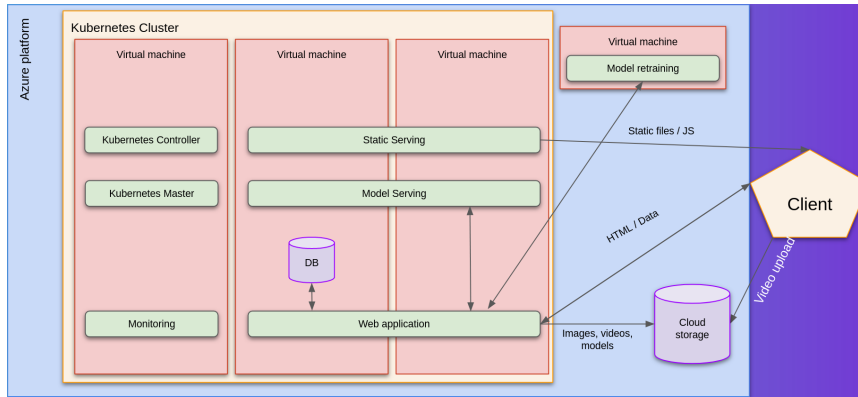 Azure platform
Kubernetes Cluster
Virtual machine
Virtual machine
Virtual machine
Virtual machine
Model retraining
Kubernetes Controller
Static Serving
Static files / JS
Kubernetes Master
Model Serving
Client
HTML / Data
DB
Video upload
Monitoring
Web application
Images, videos,
models
Cloud
storage